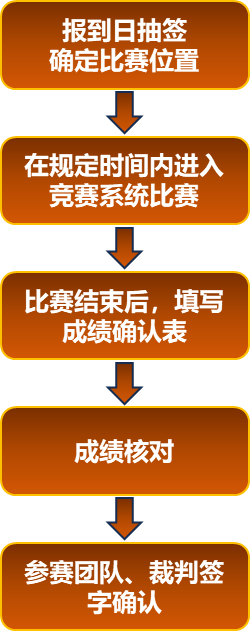 报到日抽签
确定比赛位置
在规定时间内进入
竞赛系统比赛
比赛结束后，填写
成绩确认表
成绩核对
参赛团队、裁判签
字确认